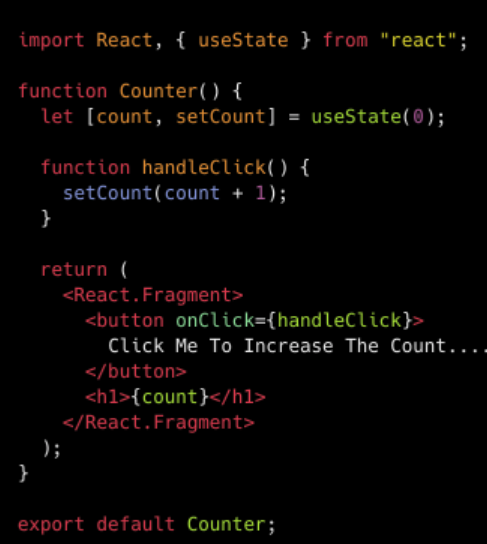 import React, { useState } from "react";
function Counter() {
let [count, setCount] = useState(0);
function handleClick() {
setCount(count + 1);
}
return (
<React.Fragment>
<button onClick={handleClick}>
Click Me To Increase The Count....
</button>
<h1>{count}</h1>
</React.Fragment>
);
}
export default Counter;